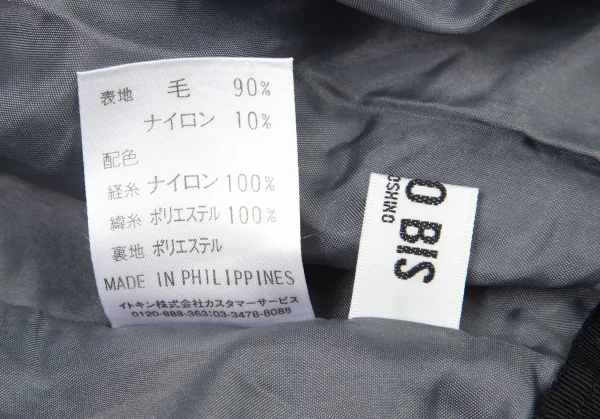 表地 毛 90%
ナイロン 10%
配色
経糸 ナイロン 100%
緯糸 ポリエステル 100%
裏地 ポリエステル
MADE IN PHILIPPINES
イトキン株式会社カスタマーサービス
0120-888-363:03-3478-8088
O BIS
OSHINO